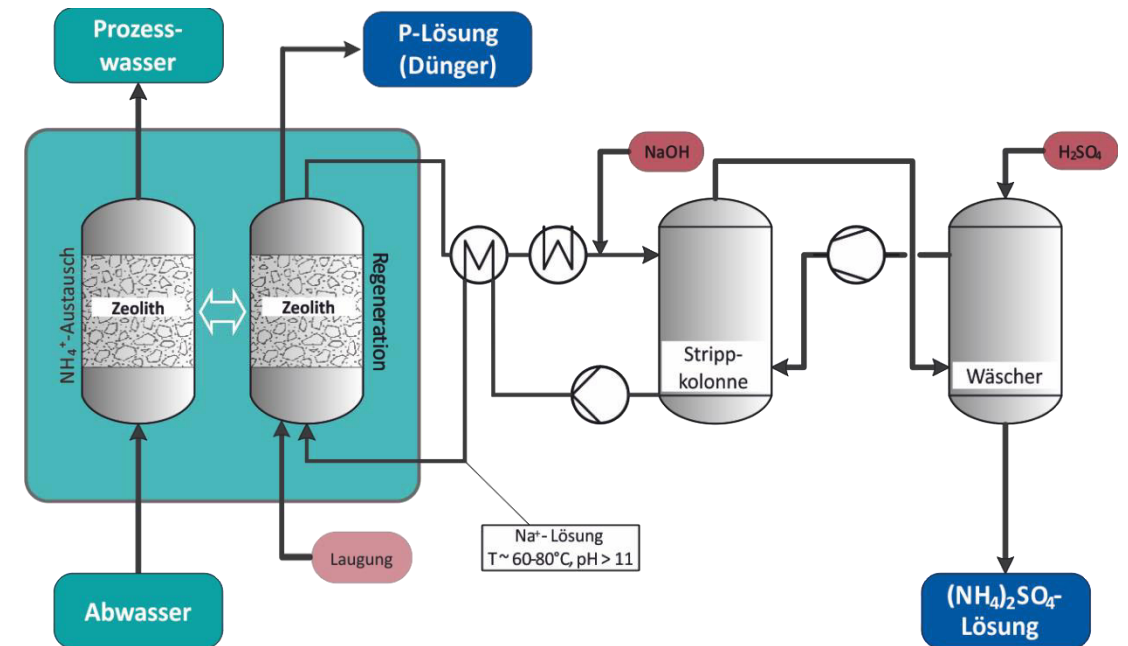 Prozess-
wasser
P-Lösung
(Dünger)
NaOH
H₂SO₄
NH₄⁺-Austausch
Zeolith
Zeolith
Regeneration
Stripp-
kolonne
Wäscher
Na⁺- Lösung
T ~ 60-80°C, pH > 11
Laugung
Abwasser
(NH₄)₂SO₄-
Lösung